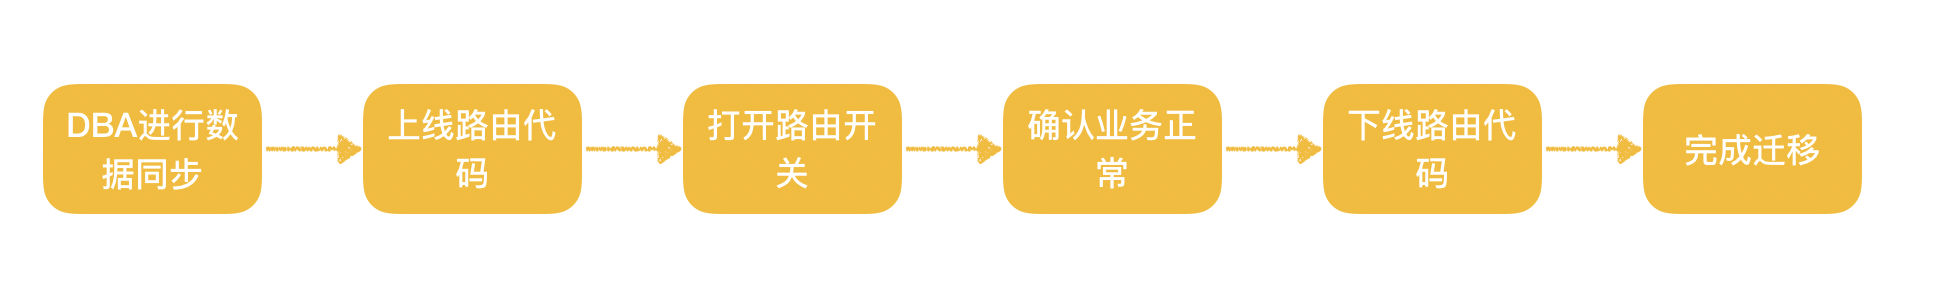 DBA进行数
据同步
上线路由代
码
打开路由开
关
确认业务正
常
下线路由代
码
完成迁移